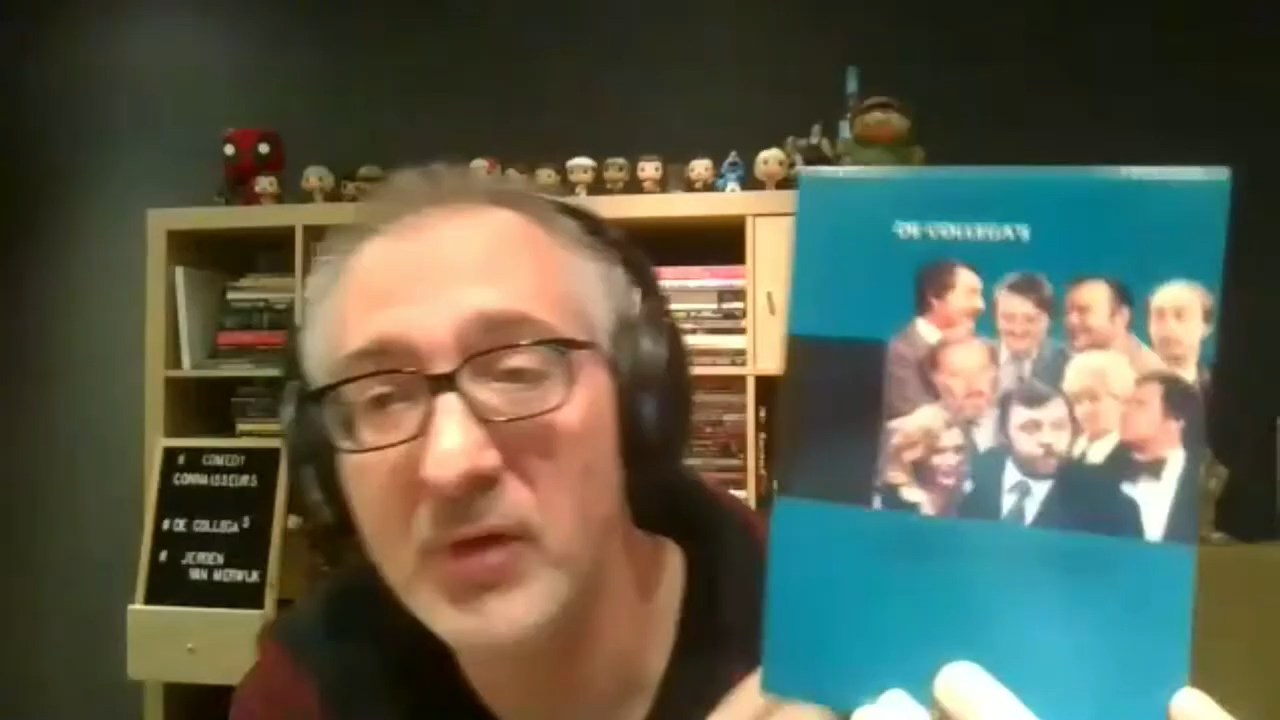 DE COLLEGA'S
# COMEDY
CONNAISSEURS
# DE COLLEGA'S
# JEROEN
VAN MERWIJK